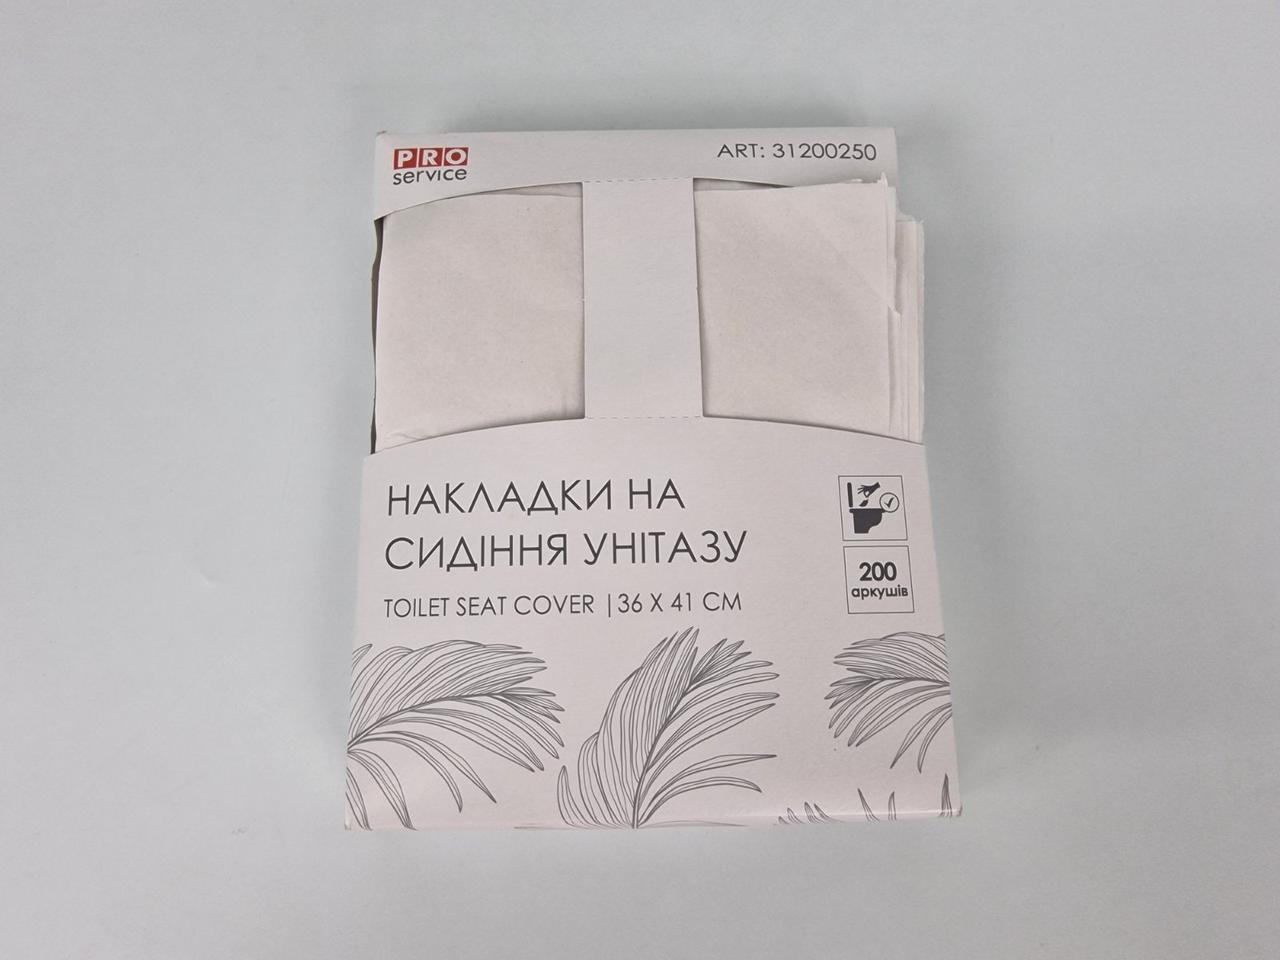 PRO
service
ART: 31200250
НАКЛАДКИ НА
СИДІННЯ УНІТАЗУ
TOILET SEAT COVER | 36 X 41 CM
200
аркушів